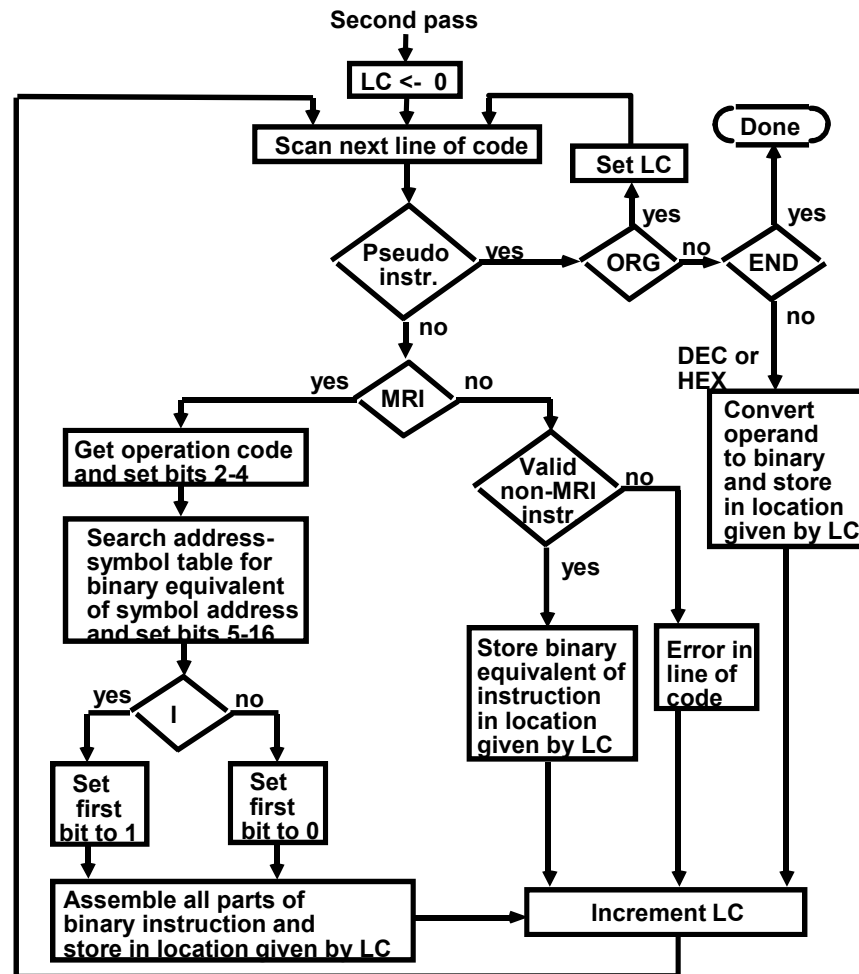 Second pass
LC <- 0
Scan next line of code
Set LC
Done
yes
yes
Pseudo
instr.
yes
ORG
no
END
no
no
DEC or
HEX
yes
MRI
no
Get operation code
and set bits 2-4
Valid
non-MRI
instr
no
Convert
operand
to binary
and store
in location
given by LC
Search address-
symbol table for
binary equivalent
of symbol address
and set bits 5-16
yes
Store binary
equivalent of
instruction
in location
given by LC
Error in
line of
code
yes
I
no
Set
first
bit to 1
Set
first
bit to 0
Assemble all parts of
binary instruction and
store in location given by LC
Increment LC